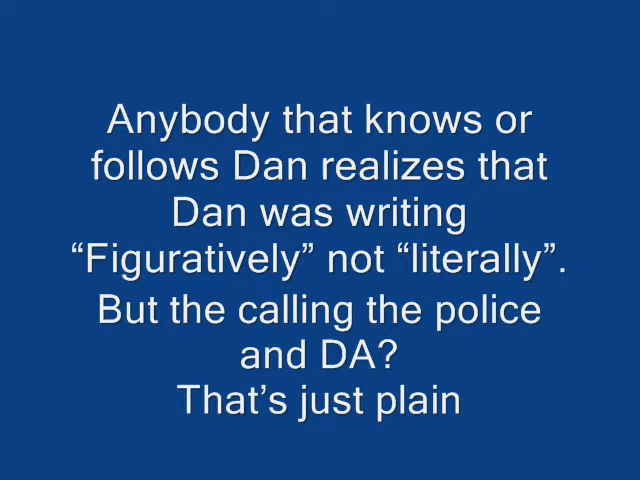 Anybody that knows or
follows Dan realizes that
Dan was writing
“Figuratively” not “literally”.
But the calling the police
and DA?
That’s just plain